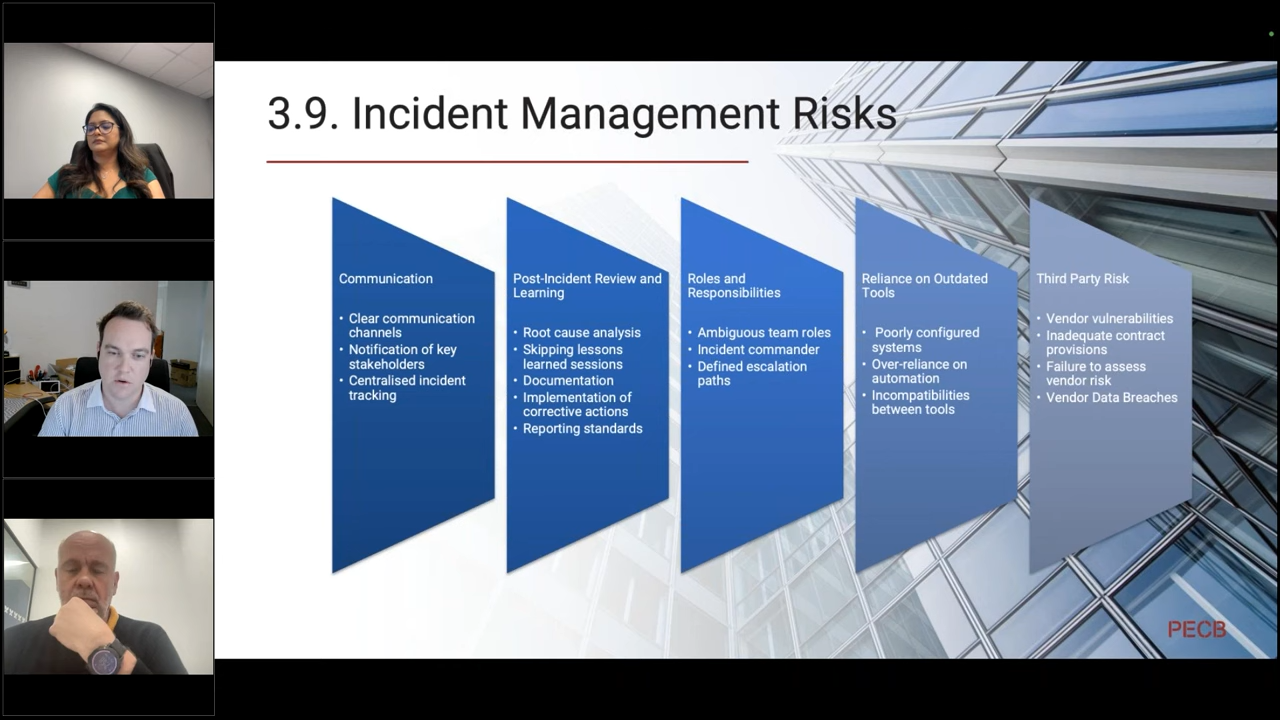 3.9. Incident Management Risks
Communication
• Clear communication
channels
• Notification of key
stakeholders
• Centralised incident
tracking
Post-Incident Review and
Learning
• Root cause analysis
• Skipping lessons
learned sessions
• Documentation
• Implementation of
corrective actions
• Reporting standards
Roles and
Responsibilities
• Ambiguous team roles
• Incident commander
• Defined escalation
paths
Reliance on Outdated
Tools
• Poorly configured
systems
• Over-reliance on
automation
• Incompatibilities
between tools
Third Party Risk
• Vendor vulnerabilities
• Inadequate contract
provisions
• Failure to assess
vendor risk
• Vendor Data Breaches
PECB